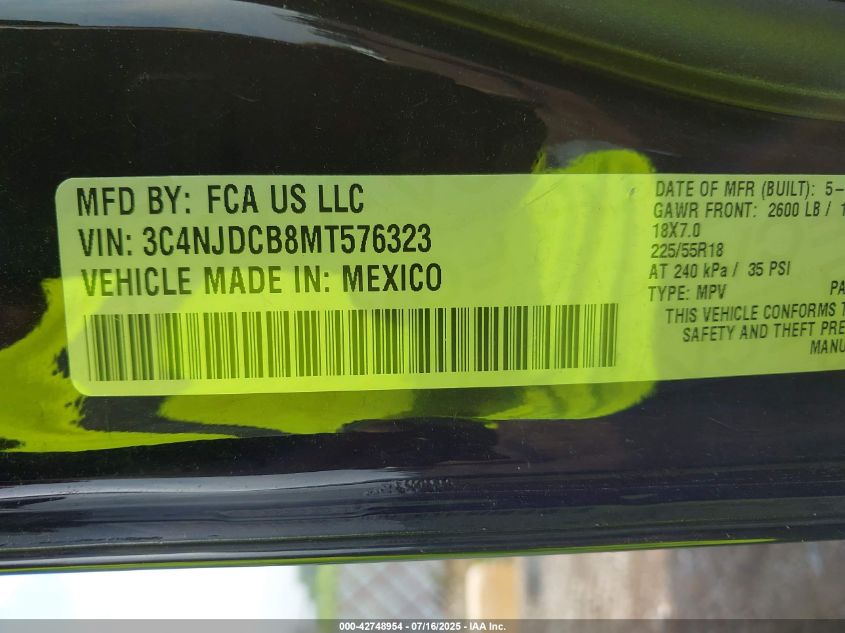 MFD BY: FCA US LLC
VIN: 3C4NJDCB8MT576323
VEHICLE MADE IN: MEXICO
DATE OF MFR (BUILT): 5-
GAWR FRONT: 2600 LB / 1
18X7.0
225/55R18
AT 240 kPa / 35 PSI
TYPE: MPV PA
THIS VEHICLE CONFORMS T
SAFETY AND THEFT PRE
MANU
000-42748954 - 07/16/2025 - IAA Inc.